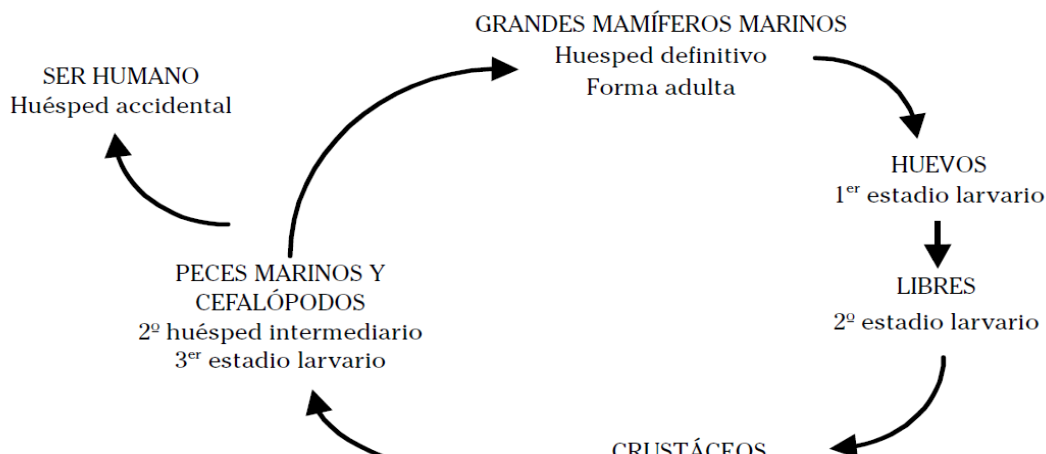 GRANDES MAMÍFEROS MARINOS
Huesped definitivo
Forma adulta
SER HUMANO
Huésped accidental
HUEVOS
1er estadio larvario
LIBRES
2º estadio larvario
PECES MARINOS Y
CEFALÓPODOS
2º huésped intermediario
3er estadio larvario
CRUSTÁCEOS